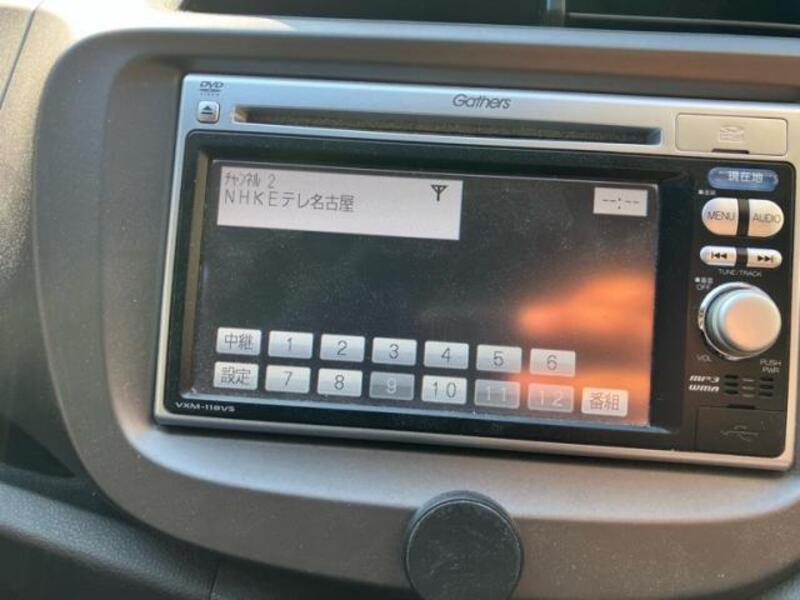 DVD
VIDEO
Gathers
チャンネル 2
NHKEテレ名古屋
--:--
現在地
MENU
AUDIO
TUNE/TRACK
OFF
VOL
PUSH
PWR
中継 1 2 3 4 5 6
設定 7 8 9 10 11 12 番組
MP3
WMA
VXM-118VS